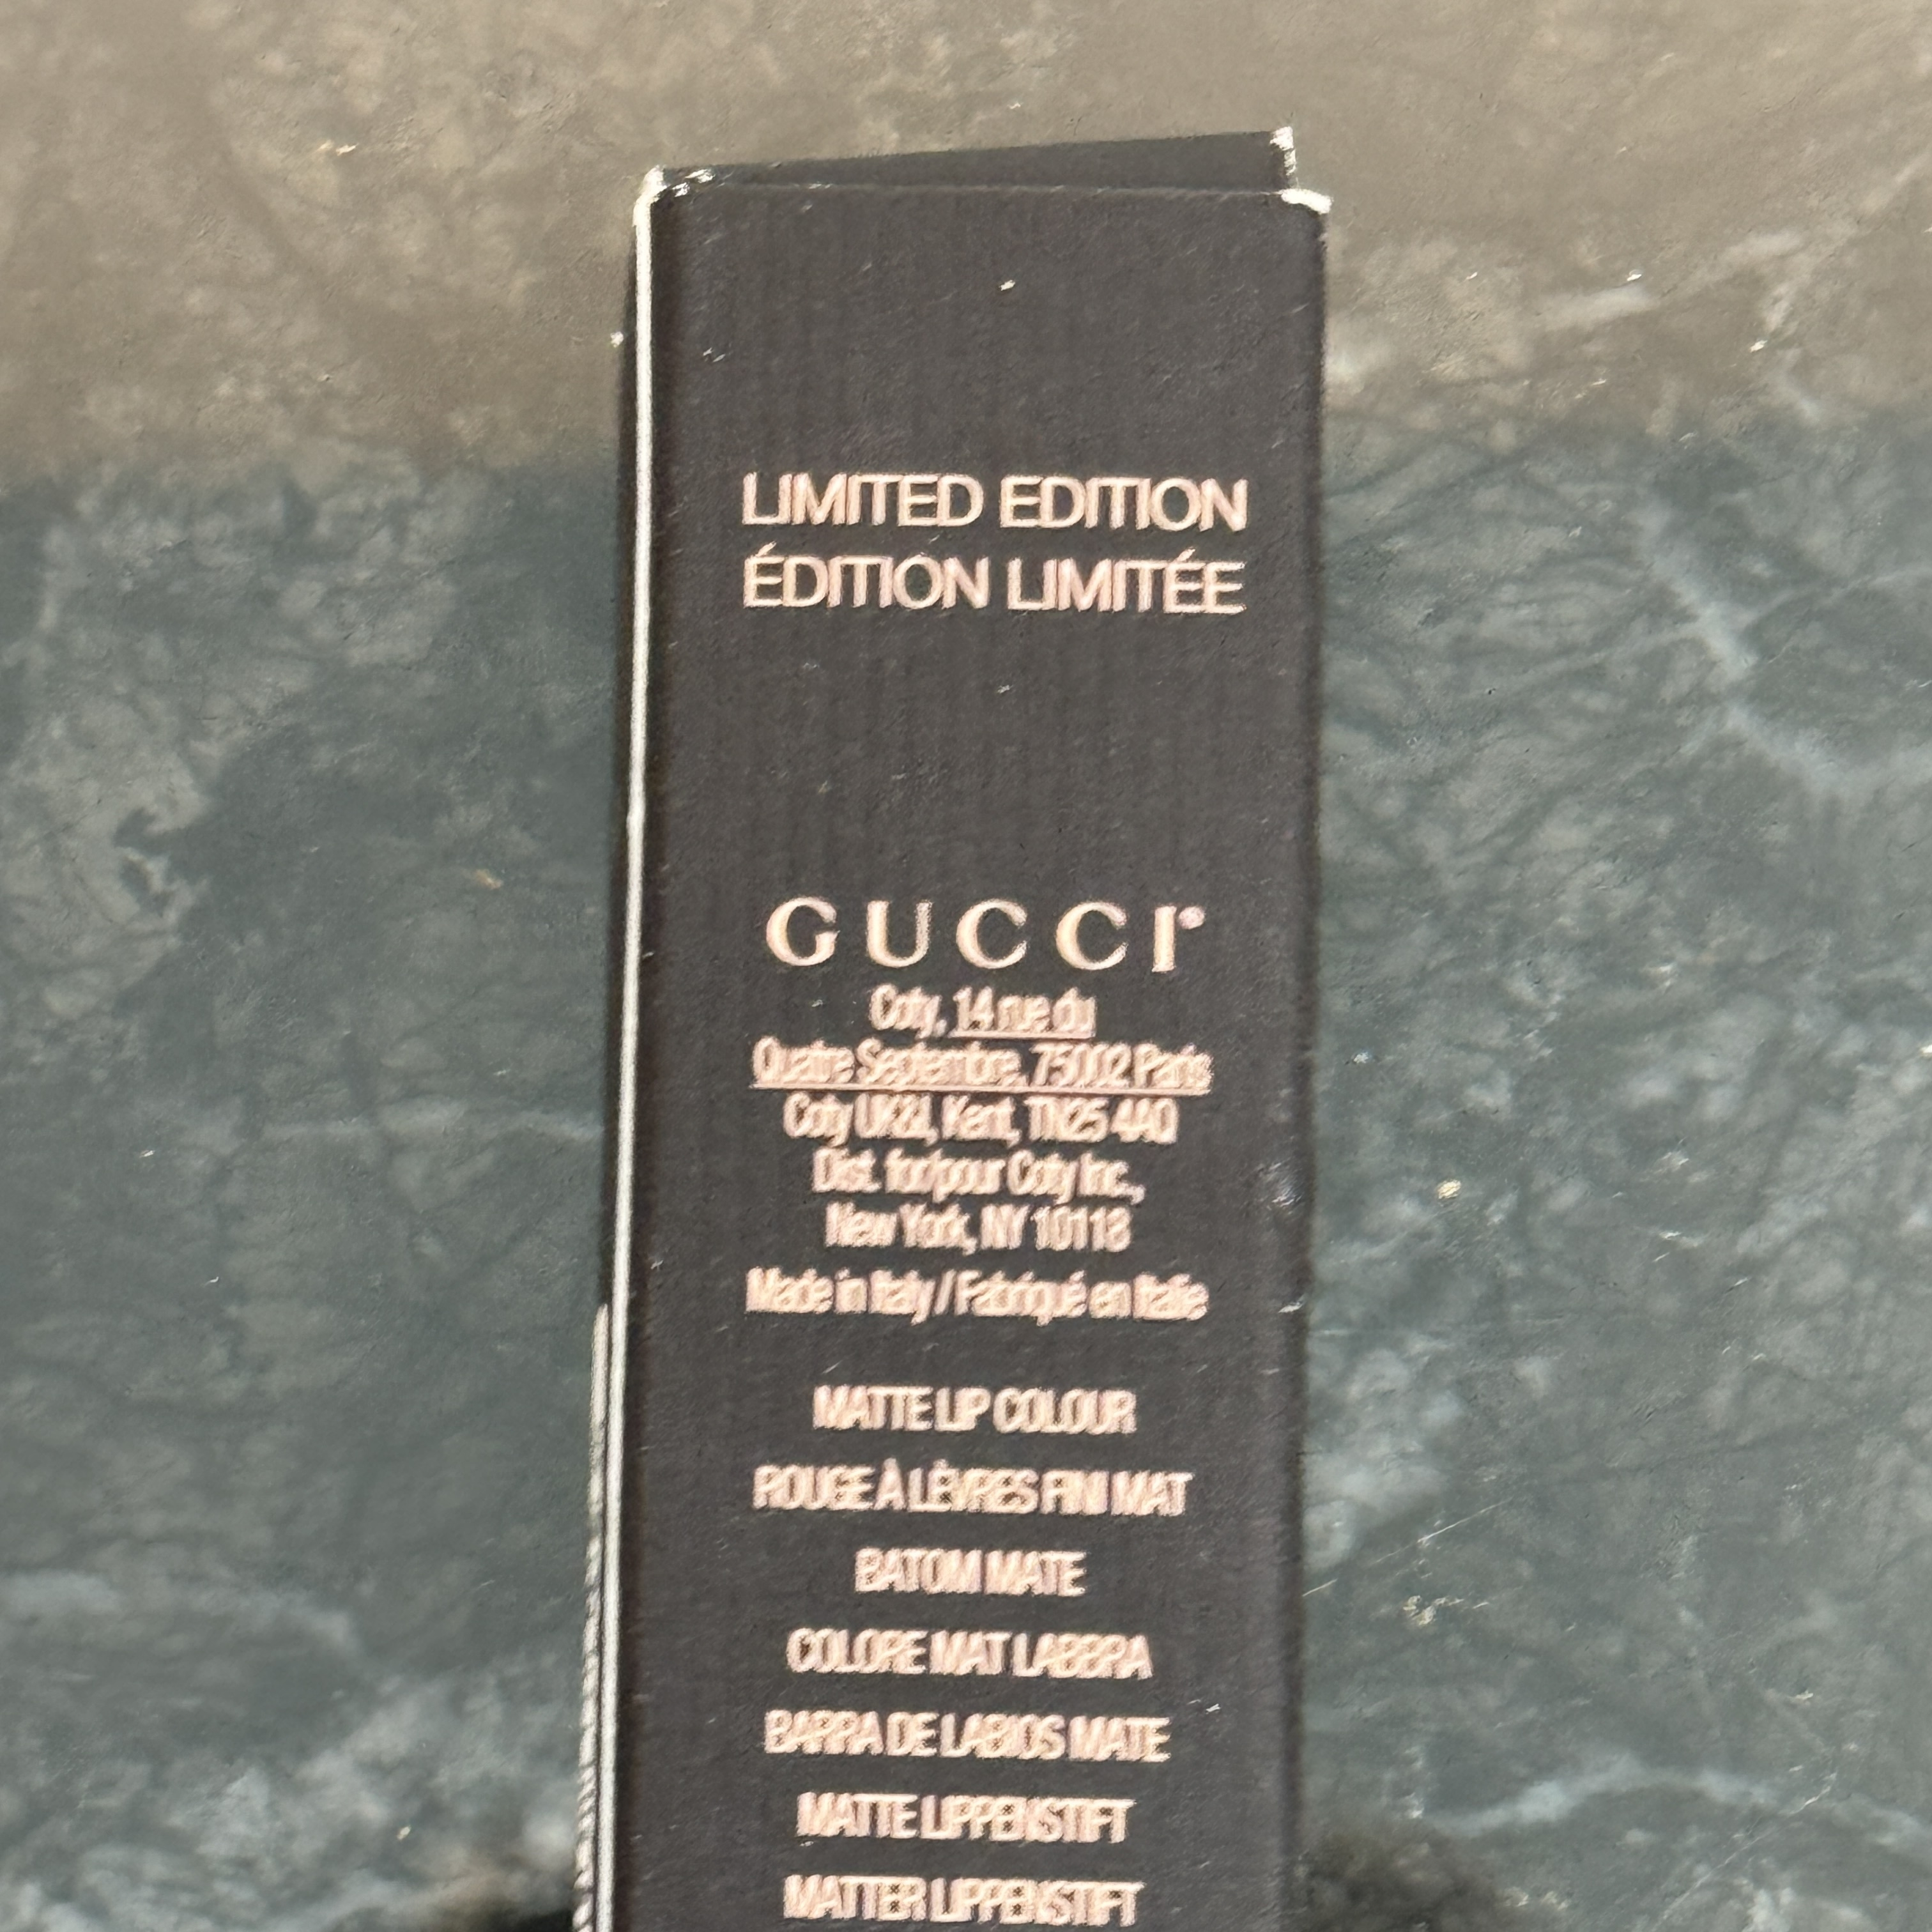 LIMITED EDITION
ÉDITION LIMITÉE
GUCCI®
Coty, 14 rue du
Quatre Septembre, 75002 Paris
Coty UK&I, Kent, TN25 4AQ
Dist. for/pour Coty Inc.,
New York, NY 10118
Made in Italy / Fabriqué en Italie
MATTE LIP COLOUR
ROUGE À LÈVRES FINI MAT
BATOM MATE
COLORE MAT LABBRA
BARRA DE LABIOS MATE
MATTE LIPPENSTIFT
MATTER LIPPENSTIFT